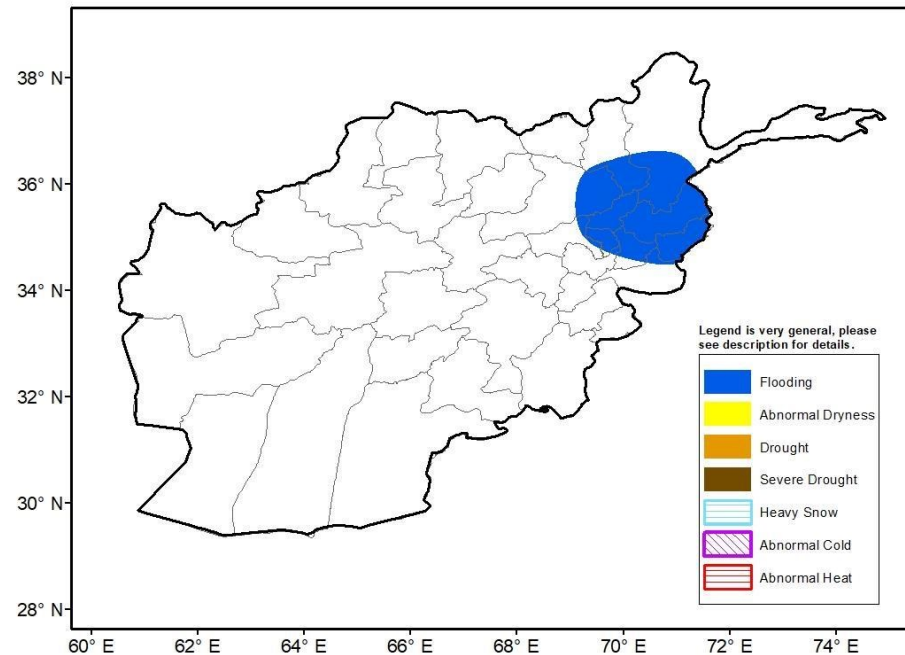 38° N
36° N
34° N
32° N
30° N
28° N
Legend is very general, please
see description for details.
Flooding
Abnormal Dryness
Drought
Severe Drought
Heavy Snow
Abnormal Cold
Abnormal Heat
60° E 62° E 64° E 66° E 68° E 70° E 72° E 74° E